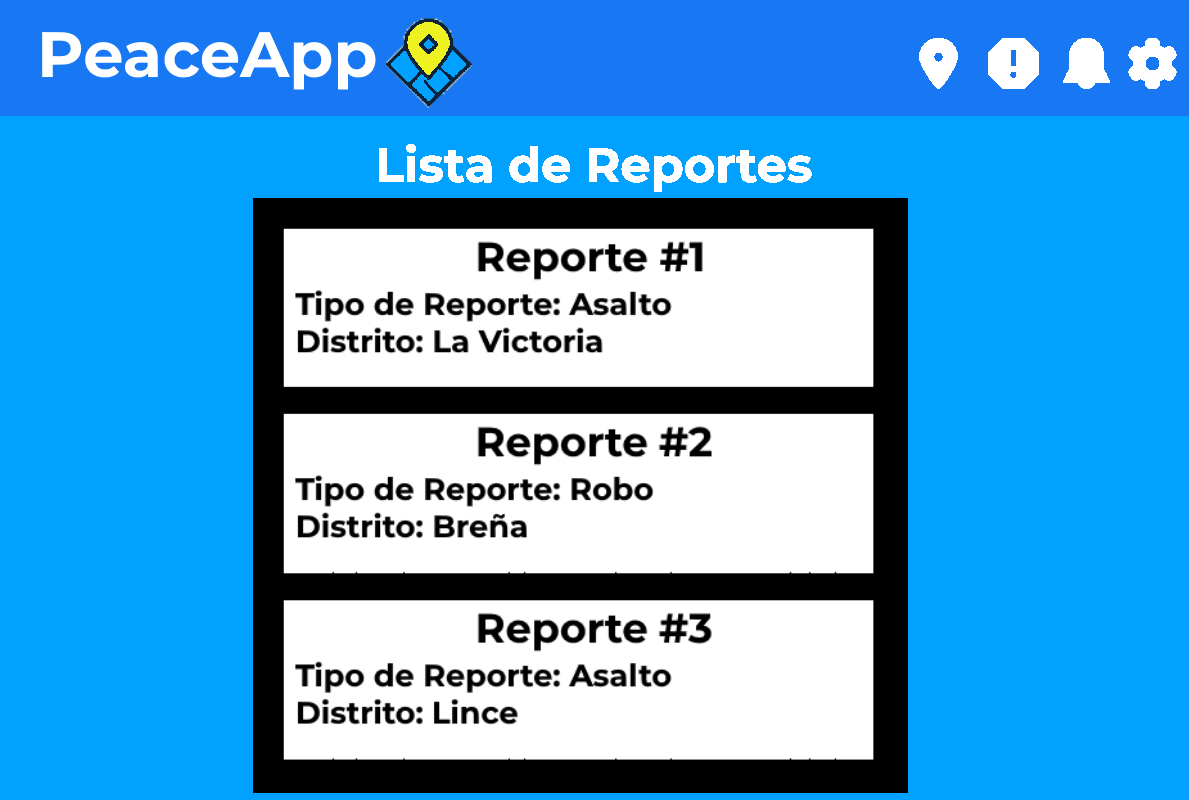 PeaceApp
Lista de Reportes
Reporte #1
Tipo de Reporte: Asalto
Distrito: La Victoria
Reporte #2
Tipo de Reporte: Robo
Distrito: Breña
Reporte #3
Tipo de Reporte: Asalto
Distrito: Lince